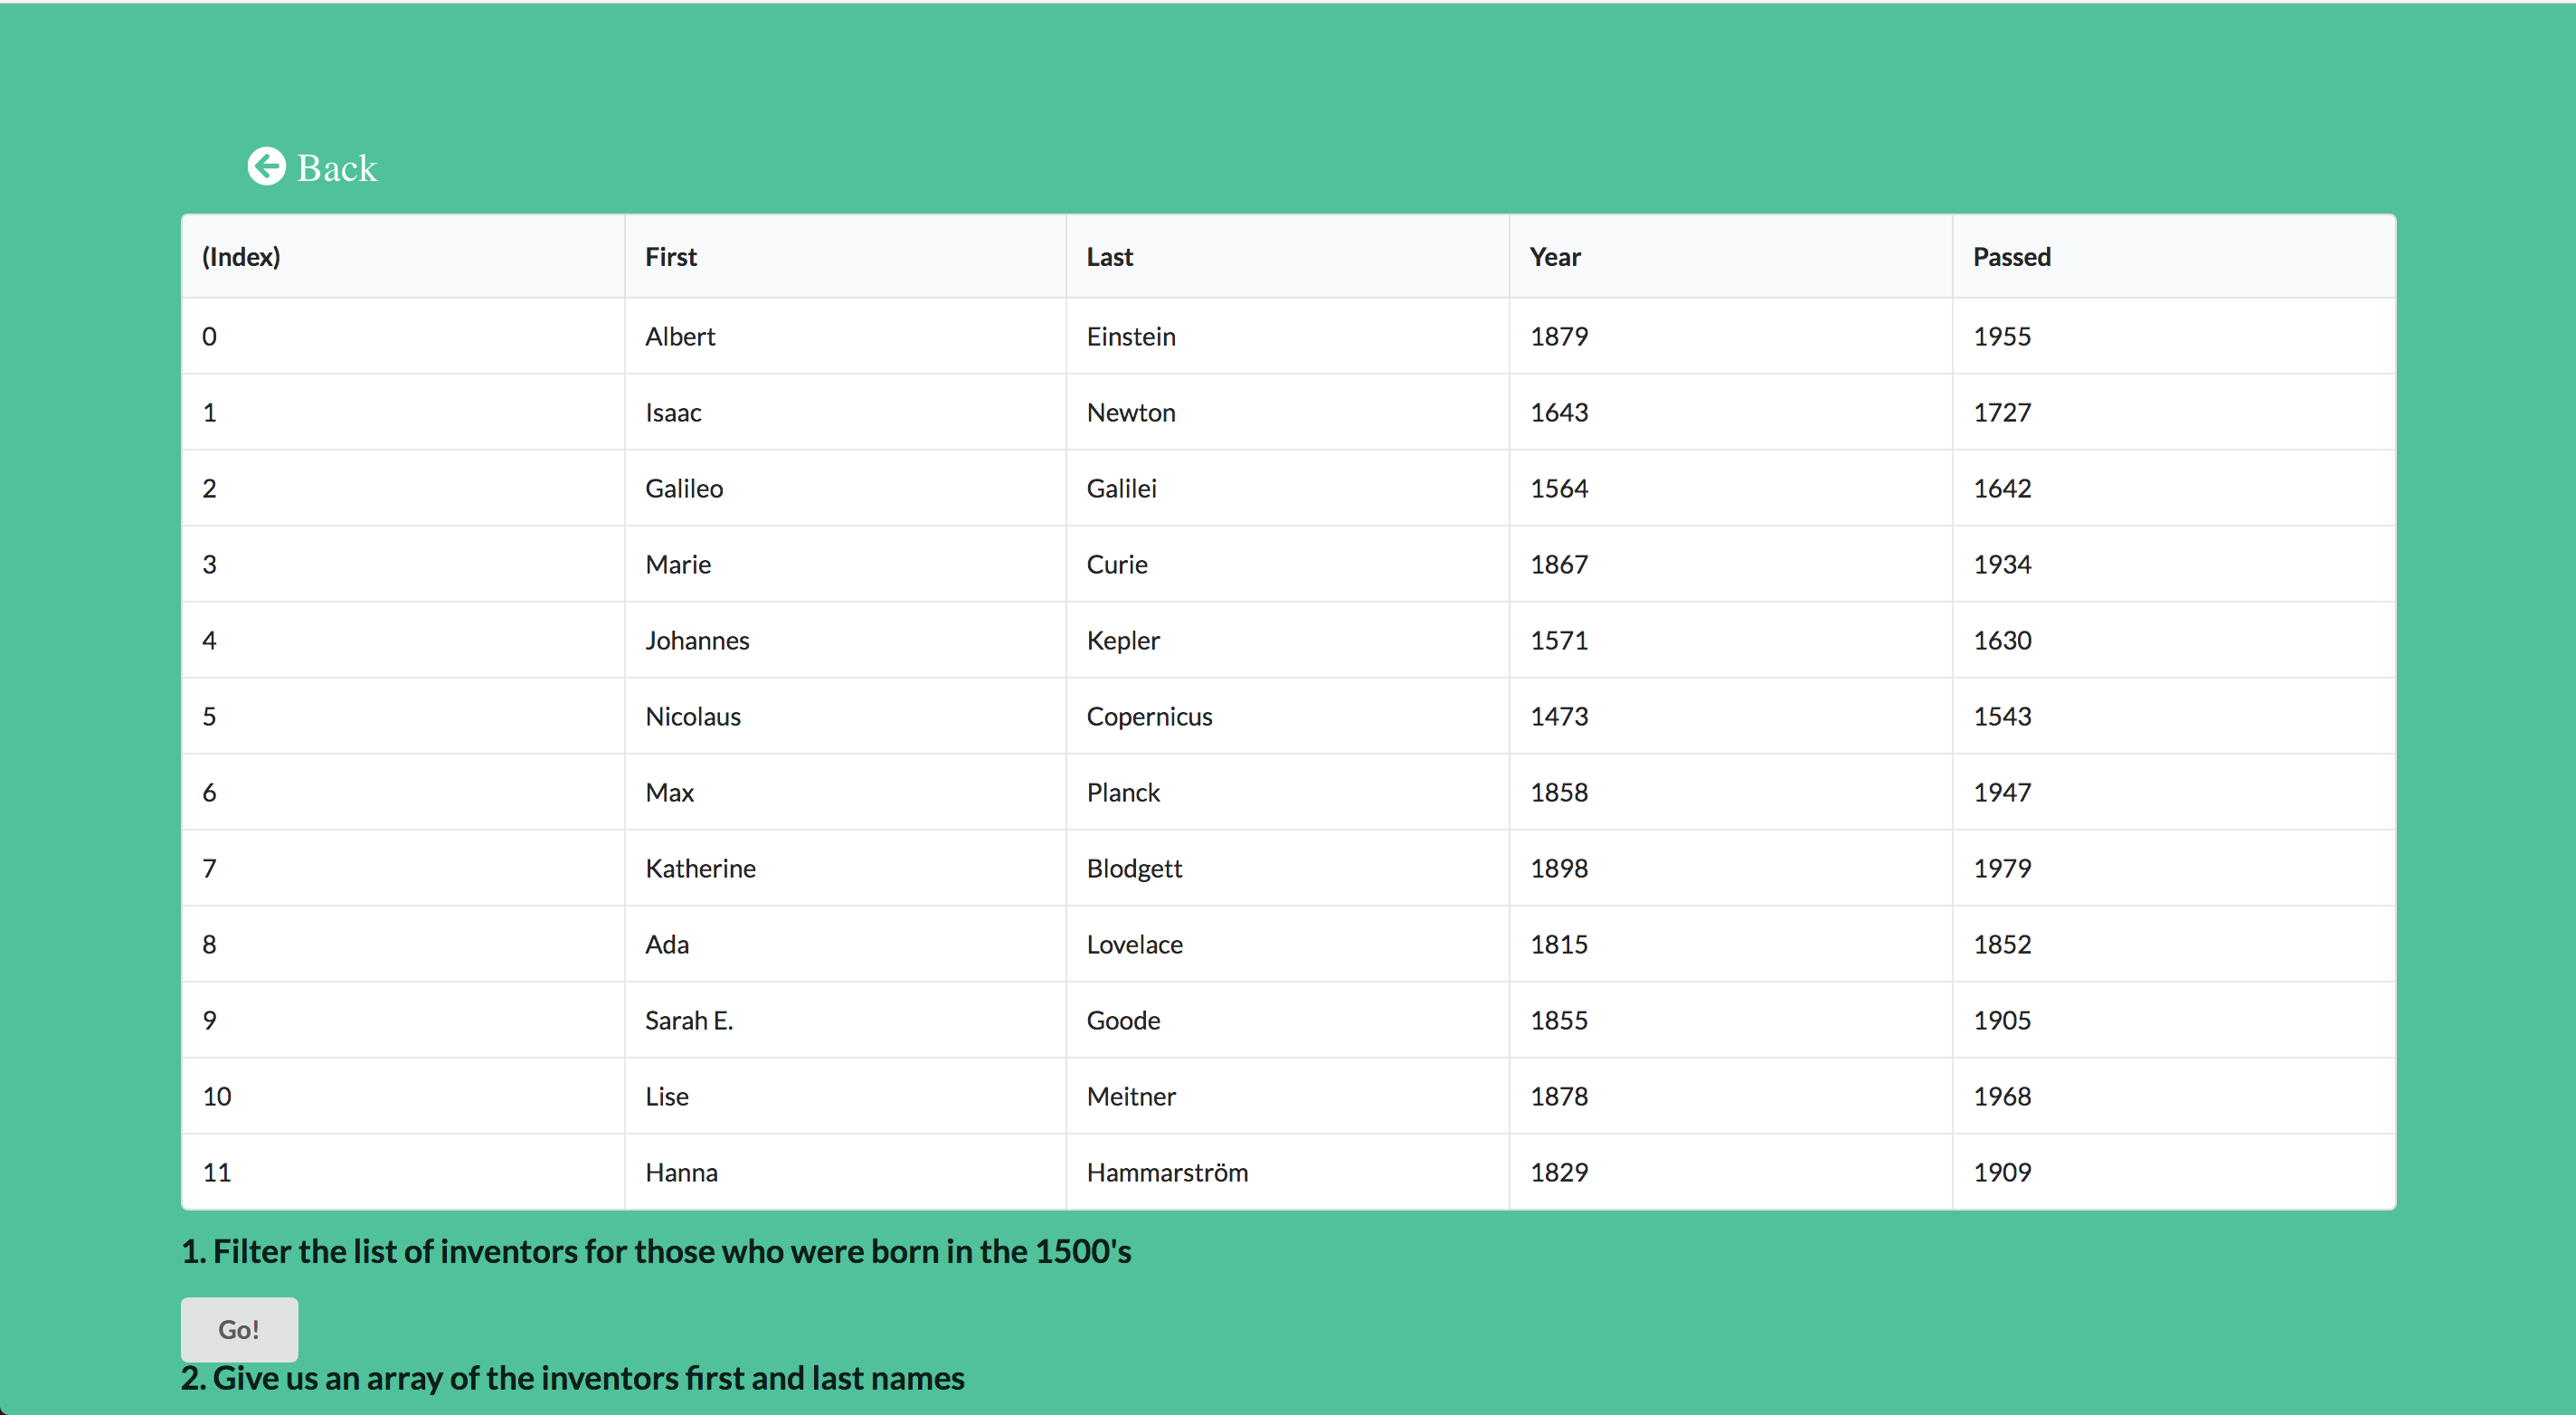 Back
(Index) First Last Year Passed
0 Albert Einstein 1879 1955
1 Isaac Newton 1643 1727
2 Galileo Galilei 1564 1642
3 Marie Curie 1867 1934
4 Johannes Kepler 1571 1630
5 Nicolaus Copernicus 1473 1543
6 Max Planck 1858 1947
7 Katherine Blodgett 1898 1979
8 Ada Lovelace 1815 1852
9 Sarah E. Goode 1855 1905
10 Lise Meitner 1878 1968
11 Hanna Hammarström 1829 1909
1. Filter the list of inventors for those who were born in the 1500's
Go!
2. Give us an array of the inventors first and last names